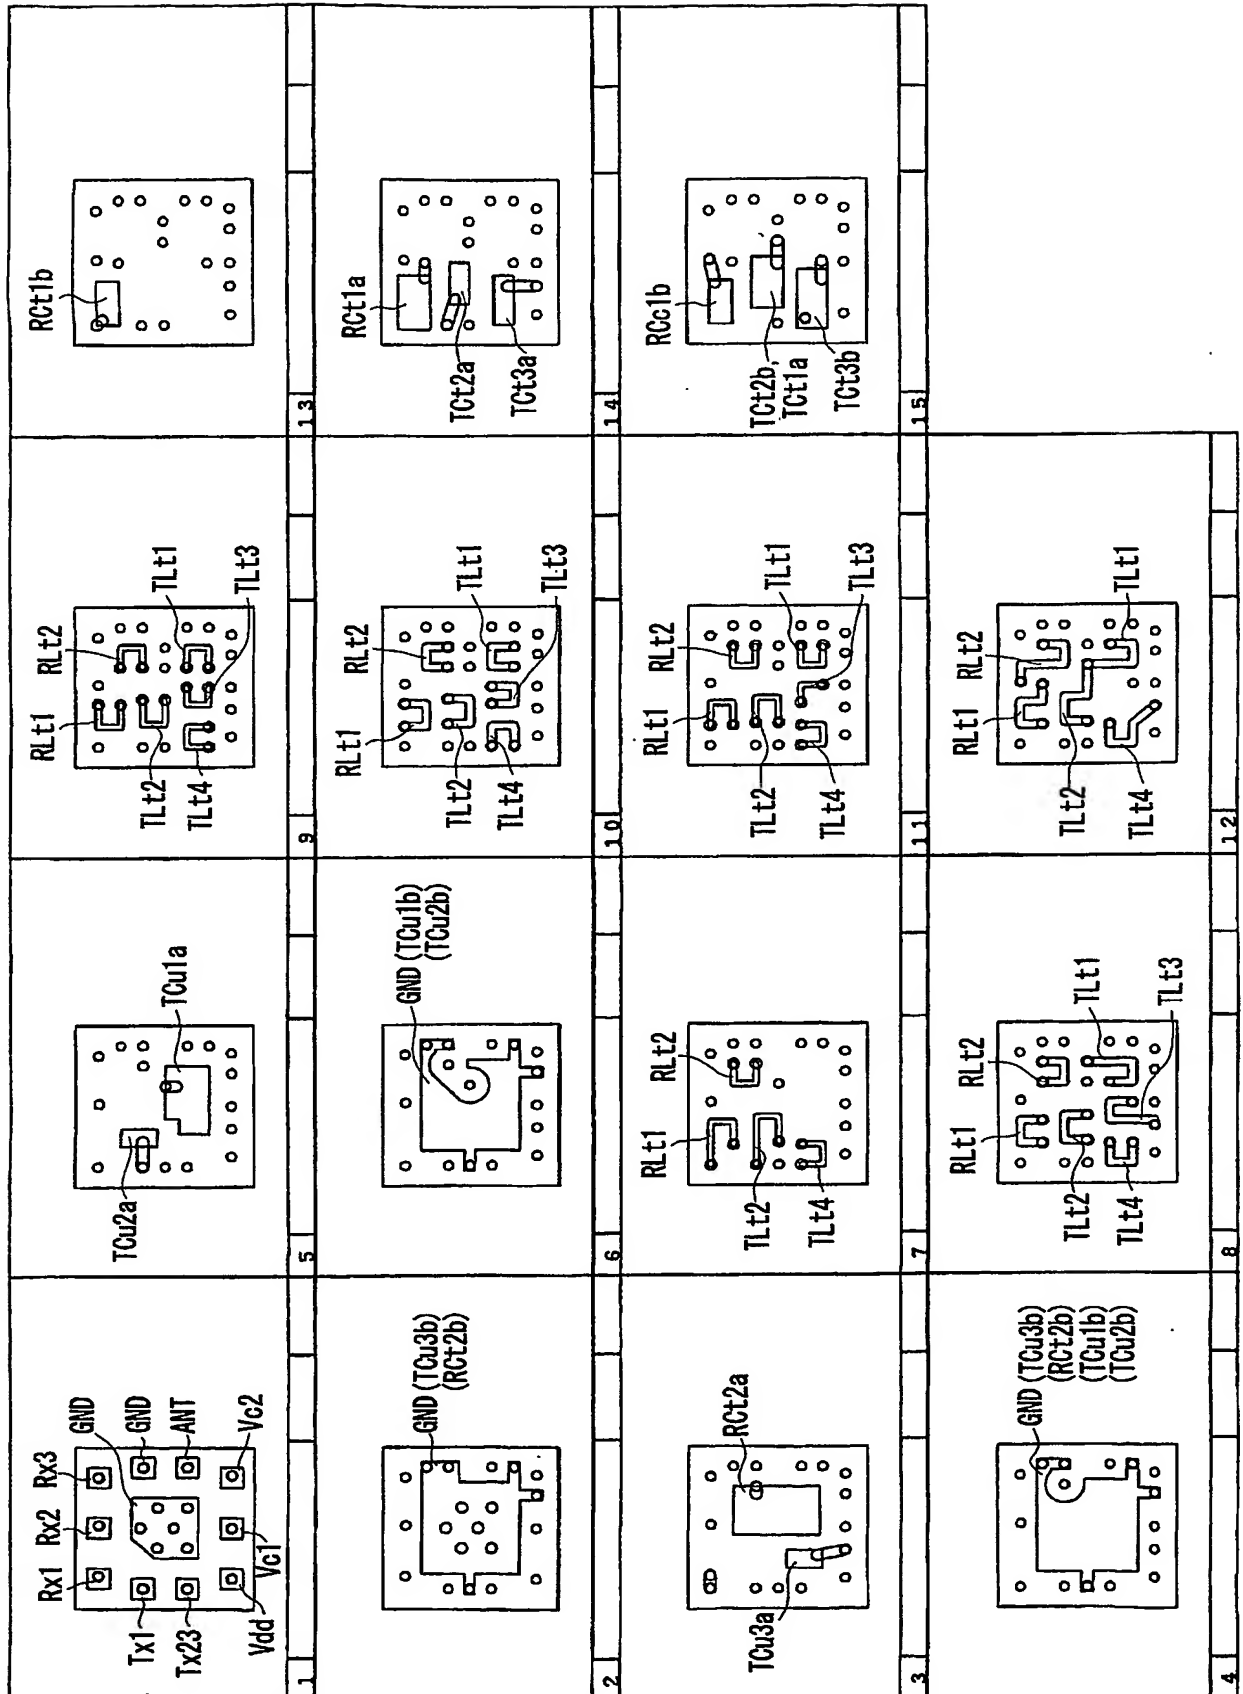 Rx1
Rx2
Rx3
GND
GND
ANT
Vc2
Tx1
Tx23
Vdd
Vc1
1
GND (TCu3b)
(RCt2b)
2
RCt2a
TCu3a
3
GND (TCu3b)
(RCt2b)
(TCu1b)
(TCu2b)
4
TCu2a
TCu1a
5
GND (TCu1b)
(TCu2b)
6
RLt1
RLt2
TLt2
TLt4
7
RLt1
RLt2
TLt1
TLt2
TLt4
TLt3
8
RLt1
RLt2
TLt1
TLt2
TLt4
TLt3
9
RLt1
RLt2
TLt1
TLt2
TLt4
TLt3
10
RLt1
RLt2
TLt1
TLt3
TLt2
TLt4
11
RLt1
RLt2
TLt2
TLt4
TLt1
12
RCt1b
13
RCt1a
TCt2a
TCt3a
14
RCc1b
TCt2b,
TCt1a
TCt3b
15